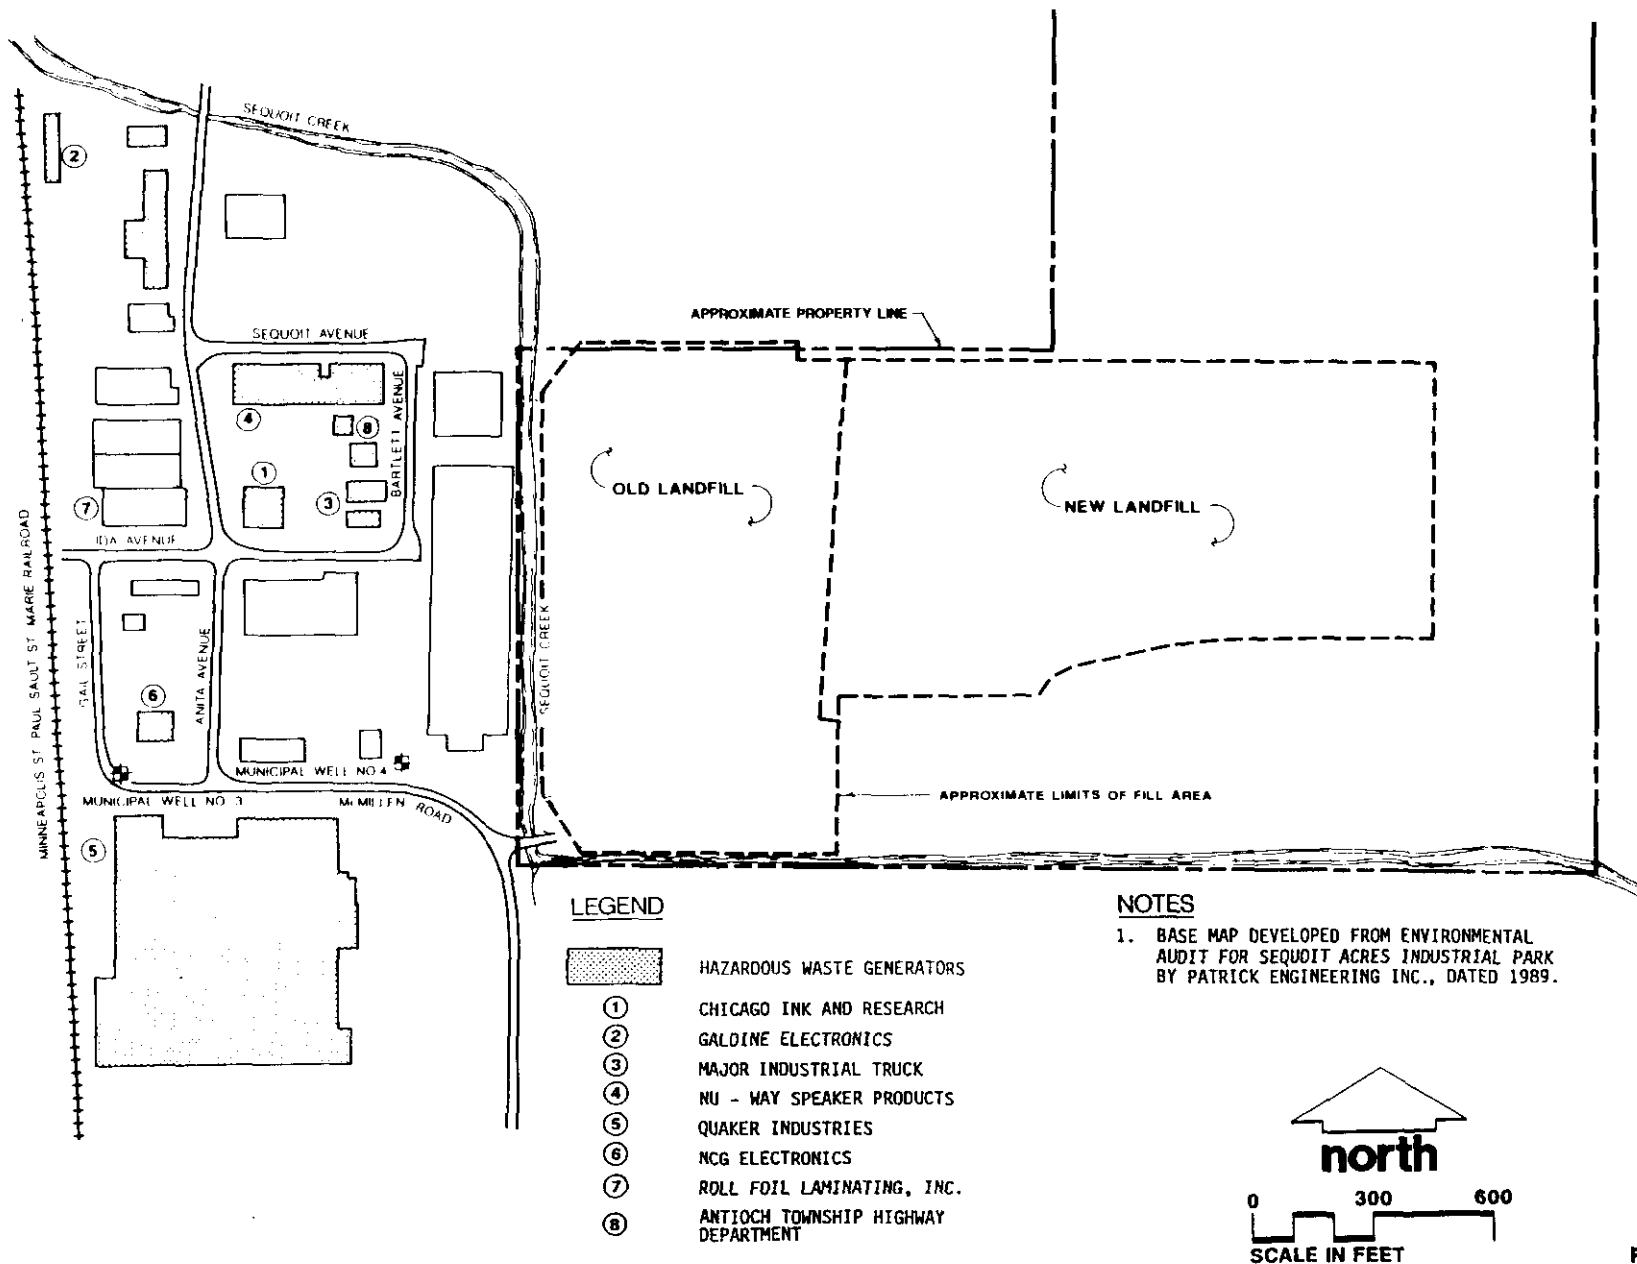 SEQUOIT CREEK
2
APPROXIMATE PROPERTY LINE
SEQUOIT AVENUE
4
8
BARTLETT AVENUE
1
3
7
OLD LANDFILL
NEW LANDFILL
IDA AVENUE
MINNEAPOLIS ST. PAUL SAULT ST. MARIE RAILROAD
GAIL STREET
ANITA AVENUE
SEQUOIT CREEK
6
MUNICIPAL WELL NO. 4
MUNICIPAL WELL NO. 3
McMILLEN ROAD
APPROXIMATE LIMITS OF FILL AREA
5
LEGEND
HAZARDOUS WASTE GENERATORS
1 CHICAGO INK AND RESEARCH
2 GALDINE ELECTRONICS
3 MAJOR INDUSTRIAL TRUCK
4 NU - WAY SPEAKER PRODUCTS
5 QUAKER INDUSTRIES
6 NCG ELECTRONICS
7 ROLL FOIL LAMINATING, INC.
8 ANTIOCH TOWNSHIP HIGHWAY
DEPARTMENT
NOTES
1. BASE MAP DEVELOPED FROM ENVIRONMENTAL
AUDIT FOR SEQUOIT ACRES INDUSTRIAL PARK
BY PATRICK ENGINEERING INC., DATED 1989.
north
0 300 600
SCALE IN FEET